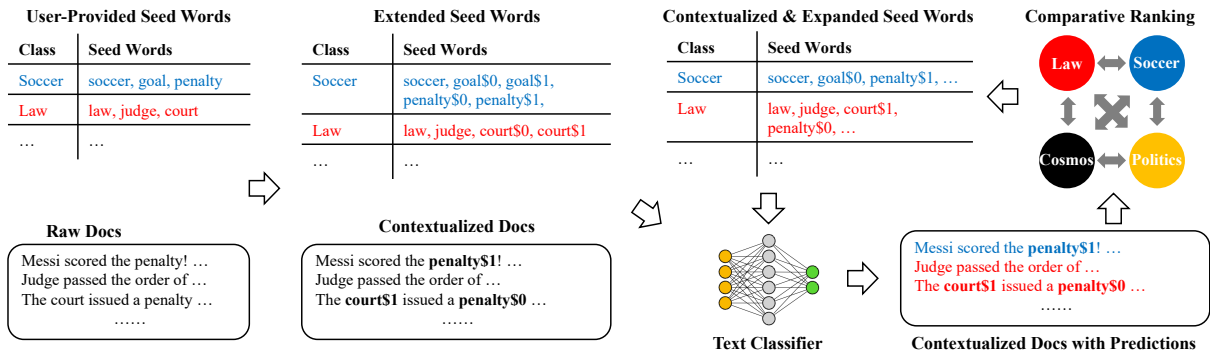 User-Provided Seed Words
Class Seed Words
Soccer soccer, goal, penalty
Law law, judge, court
… …
Raw Docs
Messi scored the penalty! …
Judge passed the order of …
The court issued a penalty …
……
Extended Seed Words
Class Seed Words
Soccer soccer, goal$0, goal$1,
penalty$0, penalty$1,
Law law, judge, court$0, court$1
… …
Contextualized Docs
Messi scored the penalty$1! …
Judge passed the order of …
The court$1 issued a penalty$0 …
……
Contextualized & Expanded Seed Words
Class Seed Words
Soccer soccer, goal$0, penalty$1, …
Law law, judge, court$1,
penalty$0, …
… …
Text Classifier
Comparative Ranking
Law Soccer
Cosmos Politics
Messi scored the penalty$1! …
Judge passed the order of …
The court$1 issued a penalty$0 …
……
Contextualized Docs with Predictions